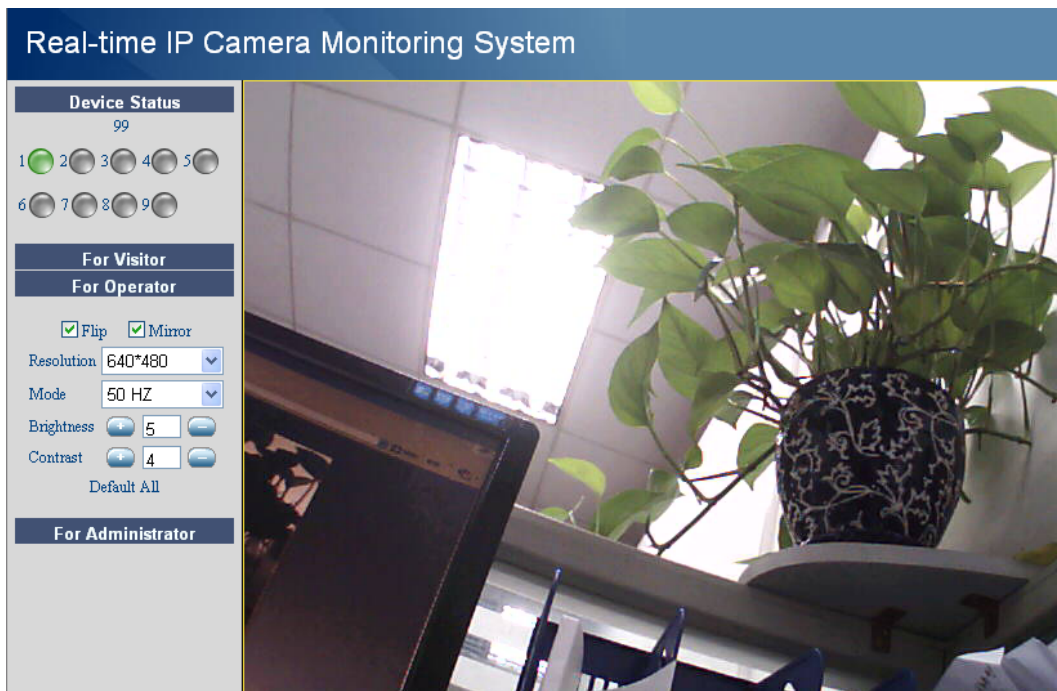 Real-time IP Camera Monitoring System
Device Status
99
1 2 3 4 5
6 7 8 9
For Visitor
For Operator
Flip Mirror
Resolution 640*480
Mode 50 HZ
Brightness + 5 -
Contrast + 4 -
Default All
For Administrator